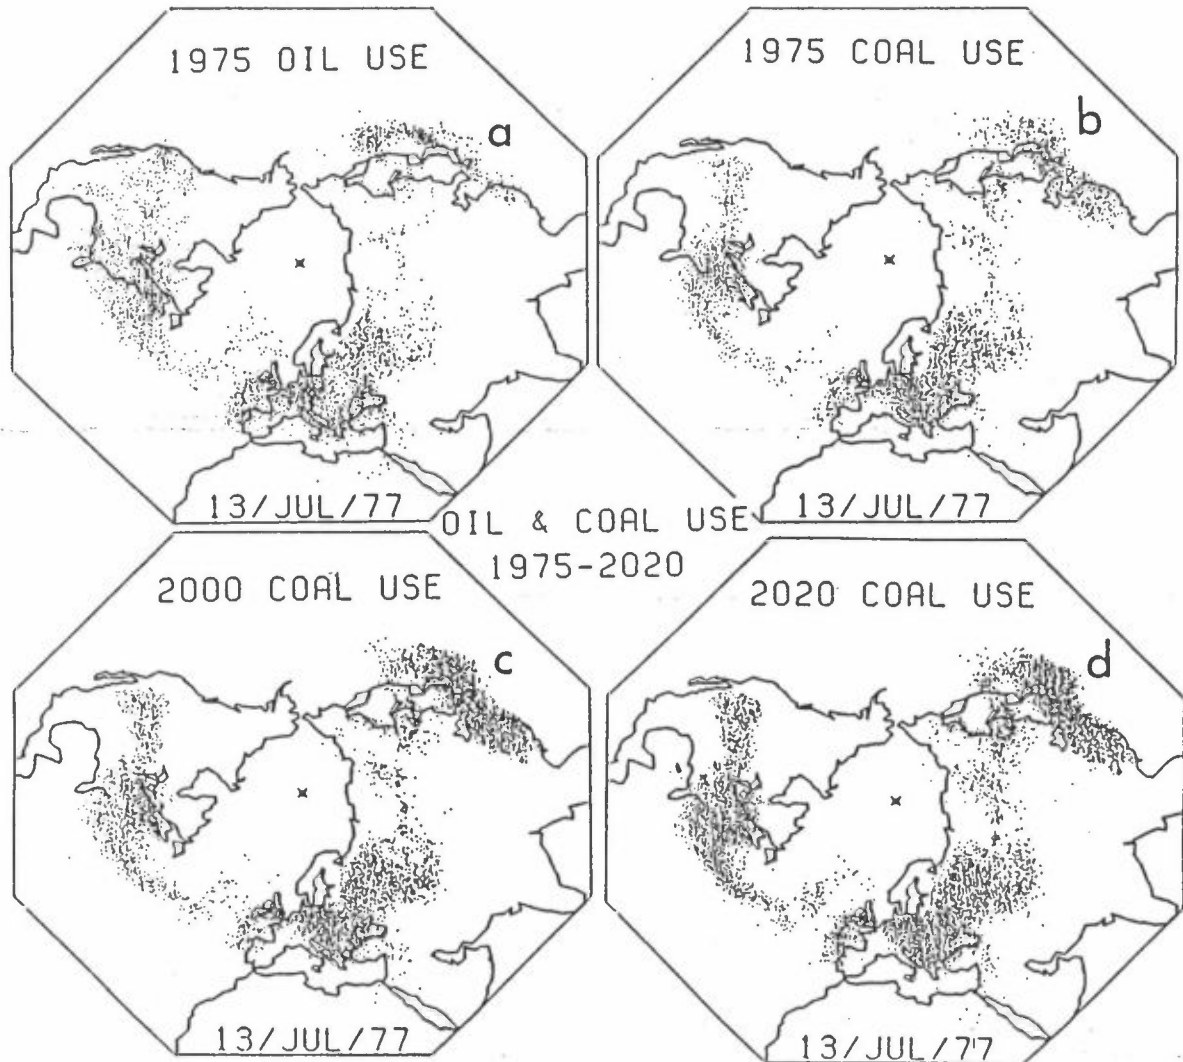 1975 OIL USE
a
13/JUL/77
1975 COAL USE
b
13/JUL/77
OIL & COAL USE
1975-2020
2000 COAL USE
c
13/JUL/77
2020 COAL USE
d
13/JUL/77